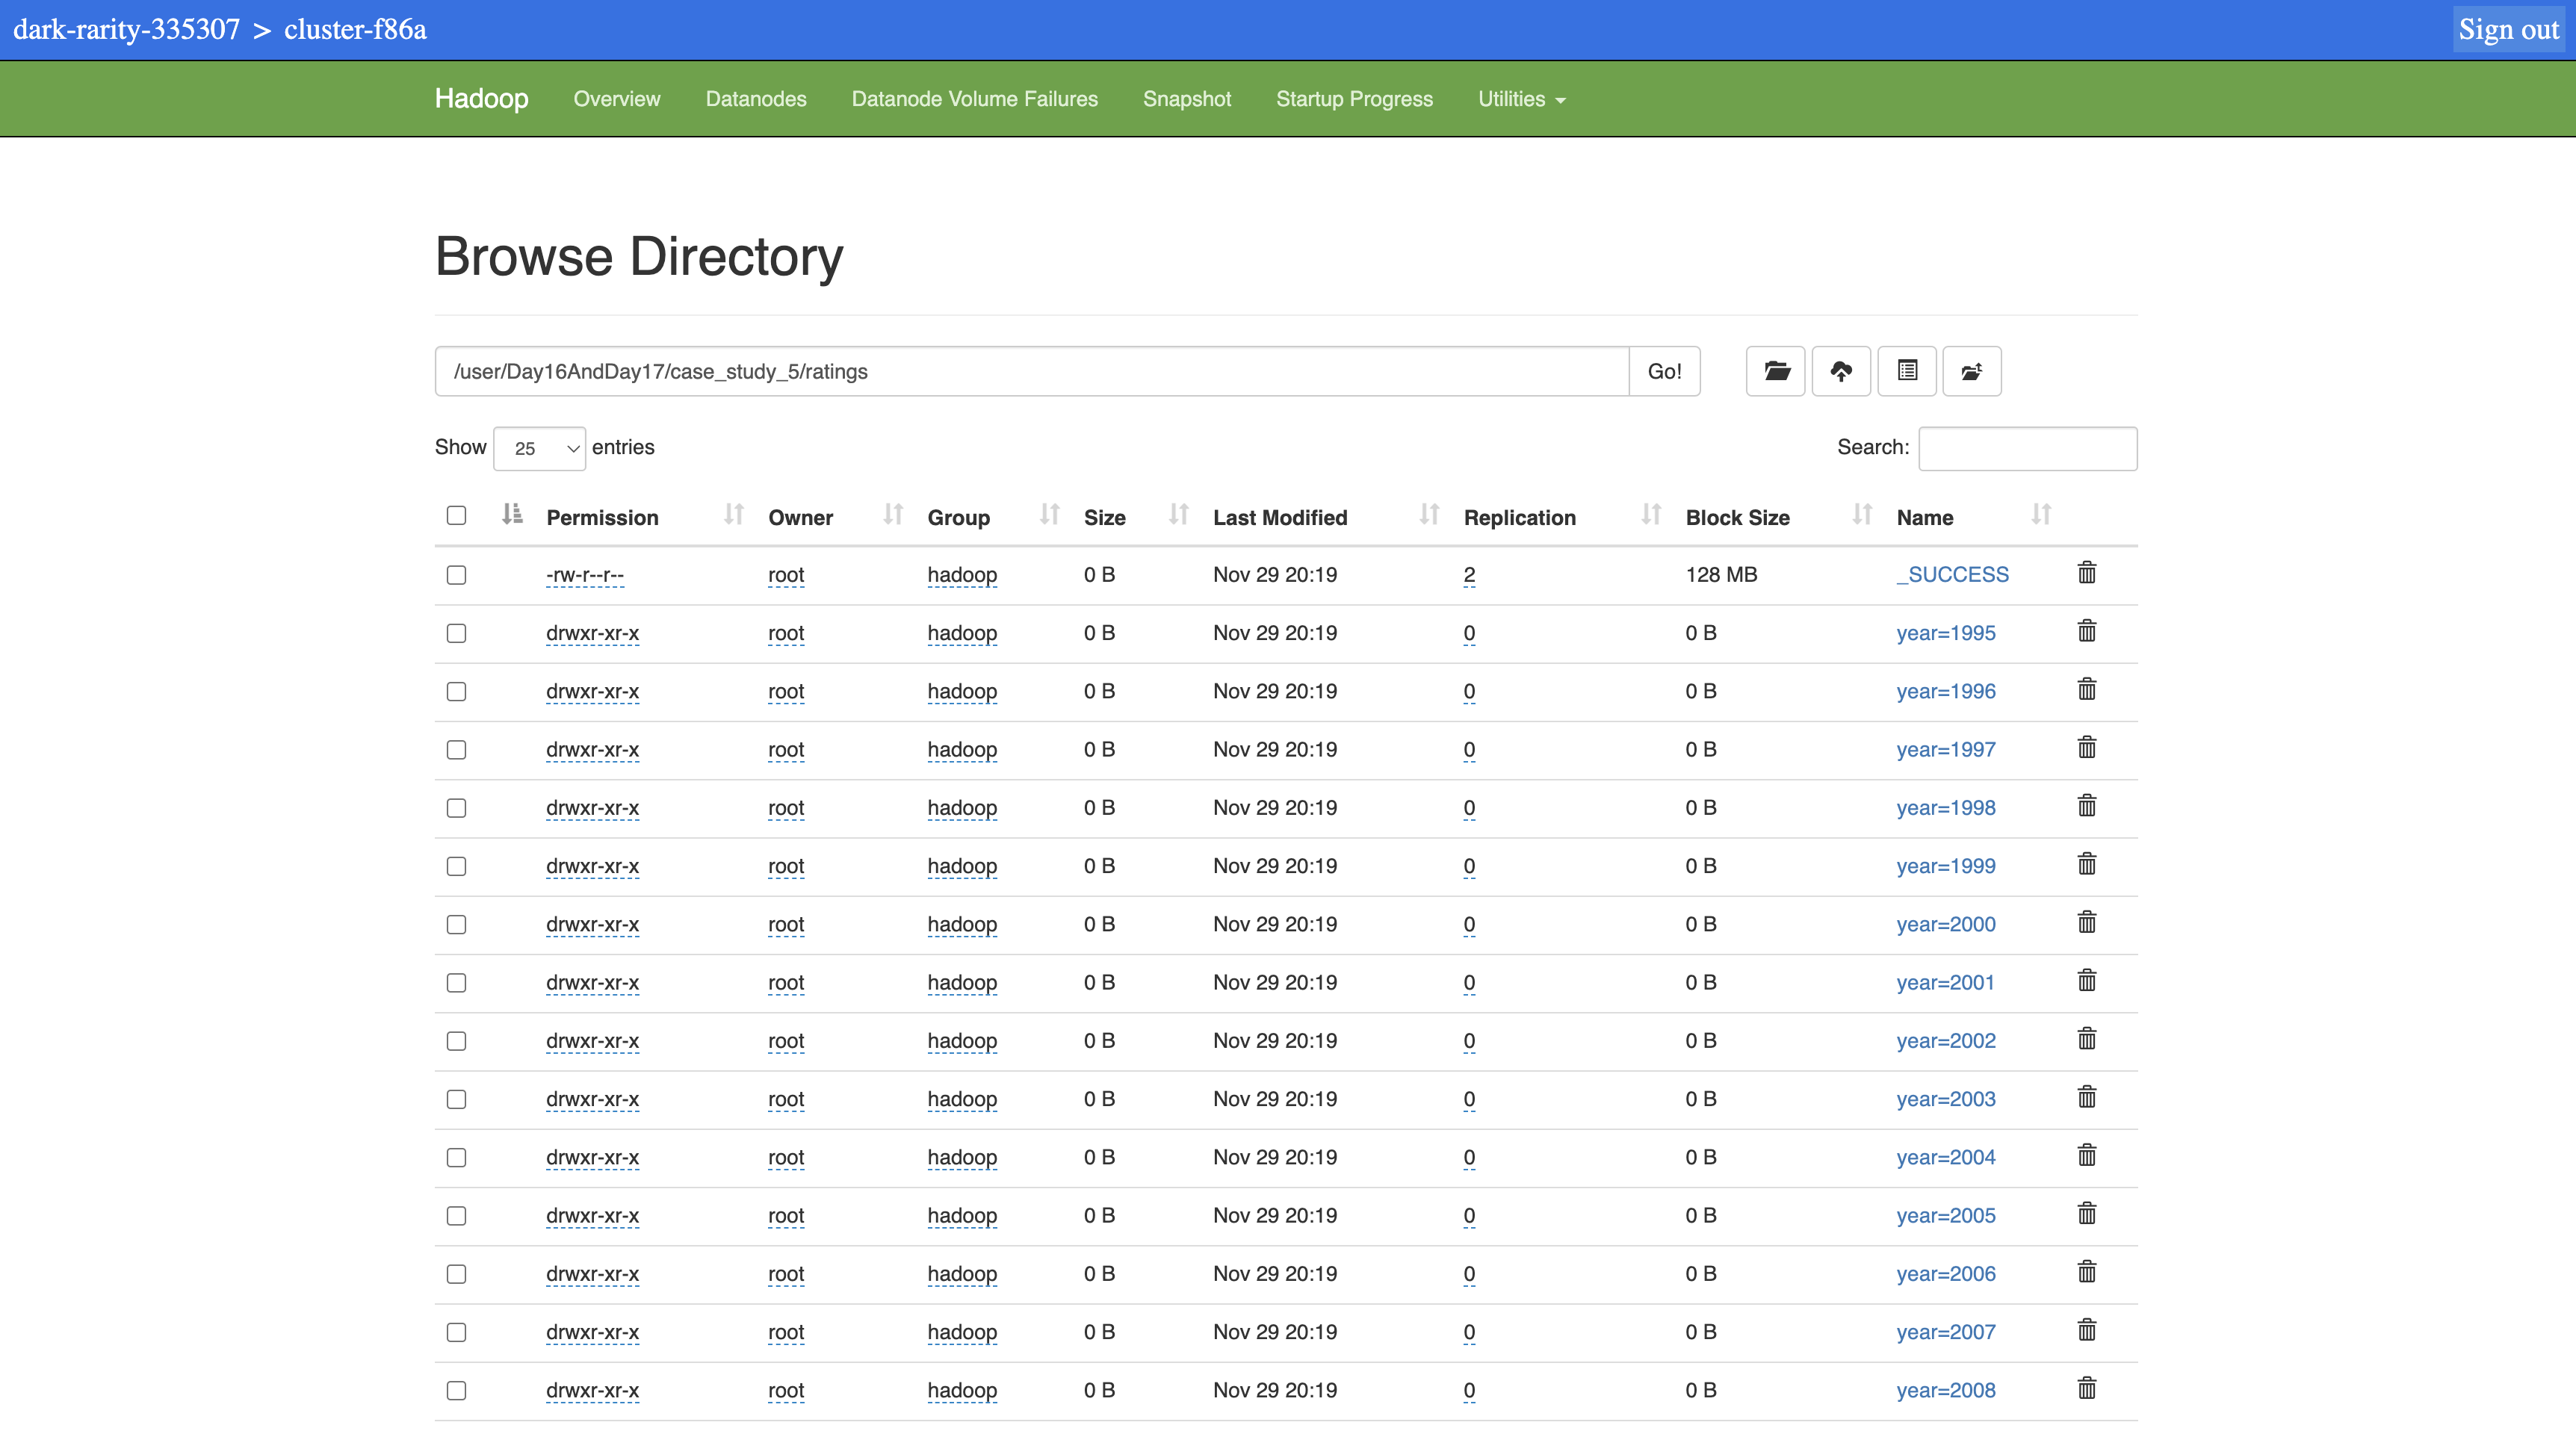 dark-rarity-335307 > cluster-f86a Sign out
Hadoop Overview Datanodes Datanode Volume Failures Snapshot Startup Progress Utilities
Browse Directory
/user/Day16AndDay17/case_study_5/ratings Go!
Show 25 entries Search:
Permission Owner Group Size Last Modified Replication Block Size Name
-rw-r--r-- root hadoop 0 B Nov 29 20:19 2 128 MB _SUCCESS
drwxr-xr-x root hadoop 0 B Nov 29 20:19 0 0 B year=1995
drwxr-xr-x root hadoop 0 B Nov 29 20:19 0 0 B year=1996
drwxr-xr-x root hadoop 0 B Nov 29 20:19 0 0 B year=1997
drwxr-xr-x root hadoop 0 B Nov 29 20:19 0 0 B year=1998
drwxr-xr-x root hadoop 0 B Nov 29 20:19 0 0 B year=1999
drwxr-xr-x root hadoop 0 B Nov 29 20:19 0 0 B year=2000
drwxr-xr-x root hadoop 0 B Nov 29 20:19 0 0 B year=2001
drwxr-xr-x root hadoop 0 B Nov 29 20:19 0 0 B year=2002
drwxr-xr-x root hadoop 0 B Nov 29 20:19 0 0 B year=2003
drwxr-xr-x root hadoop 0 B Nov 29 20:19 0 0 B year=2004
drwxr-xr-x root hadoop 0 B Nov 29 20:19 0 0 B year=2005
drwxr-xr-x root hadoop 0 B Nov 29 20:19 0 0 B year=2006
drwxr-xr-x root hadoop 0 B Nov 29 20:19 0 0 B year=2007
drwxr-xr-x root hadoop 0 B Nov 29 20:19 0 0 B year=2008